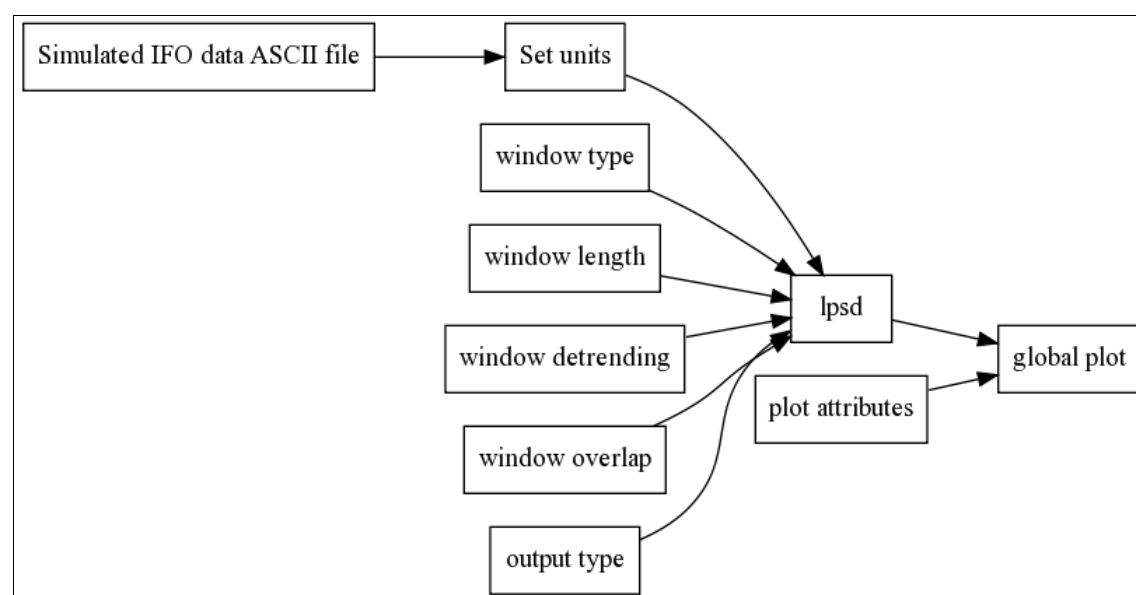 Simulated IFO data ASCII file
Set units
window type
window length
lpsd
window detrending
global plot
plot attributes
window overlap
output type